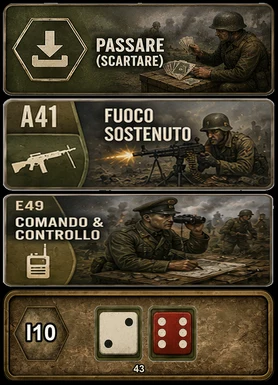 PASSARE
(SCARTARE)
A41
FUOCO
SOSTENUTO
E49
COMANDO &
CONTROLLO
I10
43